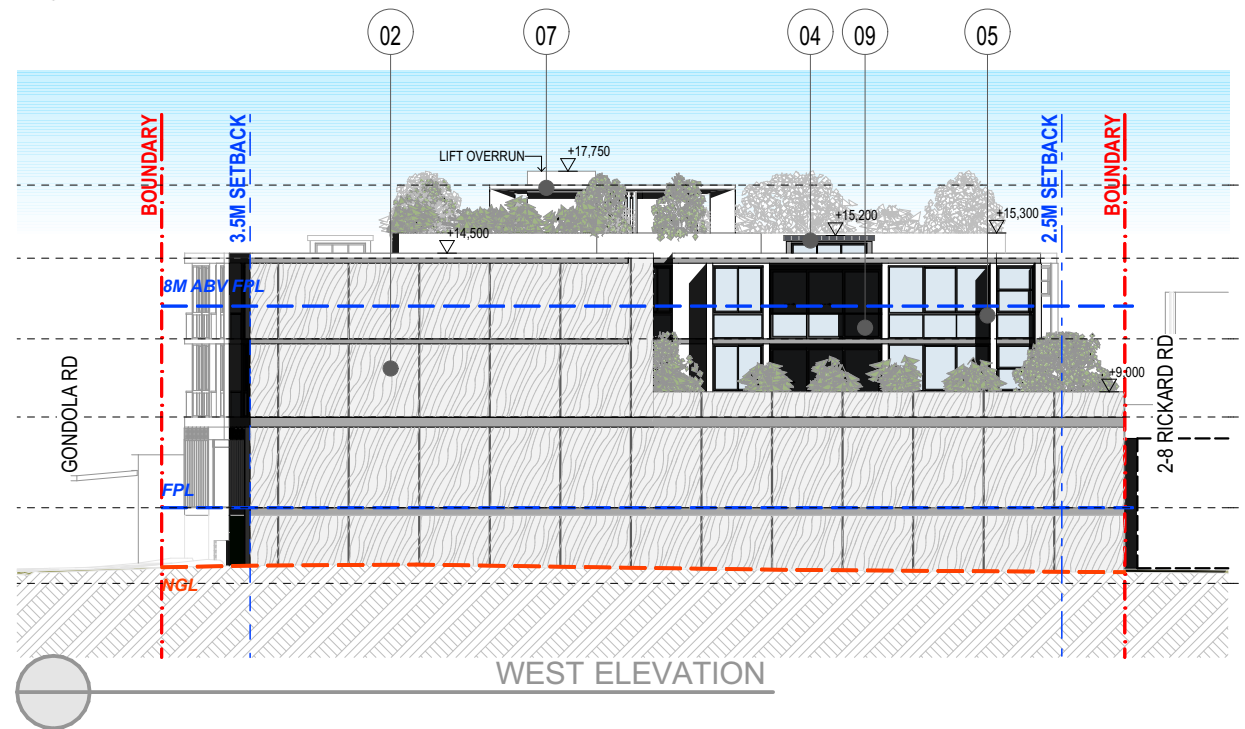 02
07
04
09
05
BOUNDARY
3.5M SETBACK
2.5M SETBACK
BOUNDARY
LIFT OVERRUN
+17,750
+14,500
+15,200
+15,300
8M ABV FPL
+9,000
GONDOLA RD
2-8 RICKARD RD
FPL
NGL
WEST ELEVATION